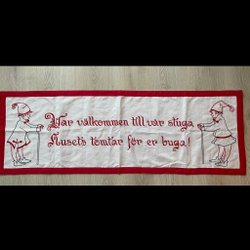 Var välkommen till vår stuga
Husets tomtar för er buga!